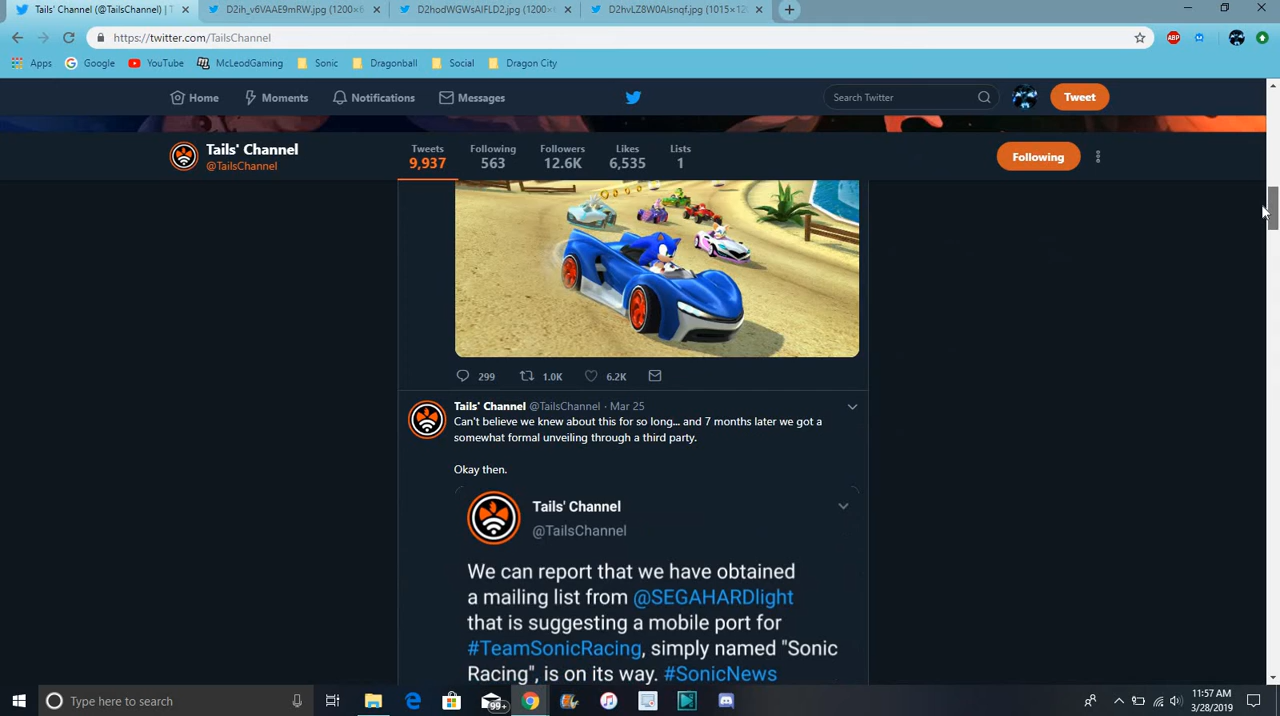 Tails' Channel (@TailsChannel) | T
D2ih_v6VAAE9mRW.jpg (1200×6
D2hodWGWsAIFLD2.jpg (1200×6
D2hvLZ8W0AIsnqf.jpg (1015×12
https://twitter.com/TailsChannel
ABP
Apps Google YouTube McLeodGaming Sonic Dragonball Social Dragon City
Home Moments Notifications Messages Search Twitter Tweet
Tails' Channel
@TailsChannel
Tweets Following Followers Likes Lists
9,937 563 12.6K 6,535 1
Following
299 1.0K 6.2K
Tails' Channel @TailsChannel · Mar 25
Can't believe we knew about this for so long... and 7 months later we got a
somewhat formal unveiling through a third party.
Okay then.
Tails' Channel
@TailsChannel
We can report that we have obtained
a mailing list from @SEGAHARDlight
that is suggesting a mobile port for
#TeamSonicRacing, simply named "Sonic
Racing", is on its way. #SonicNews
Type here to search
99+
11:57 AM
3/28/2019